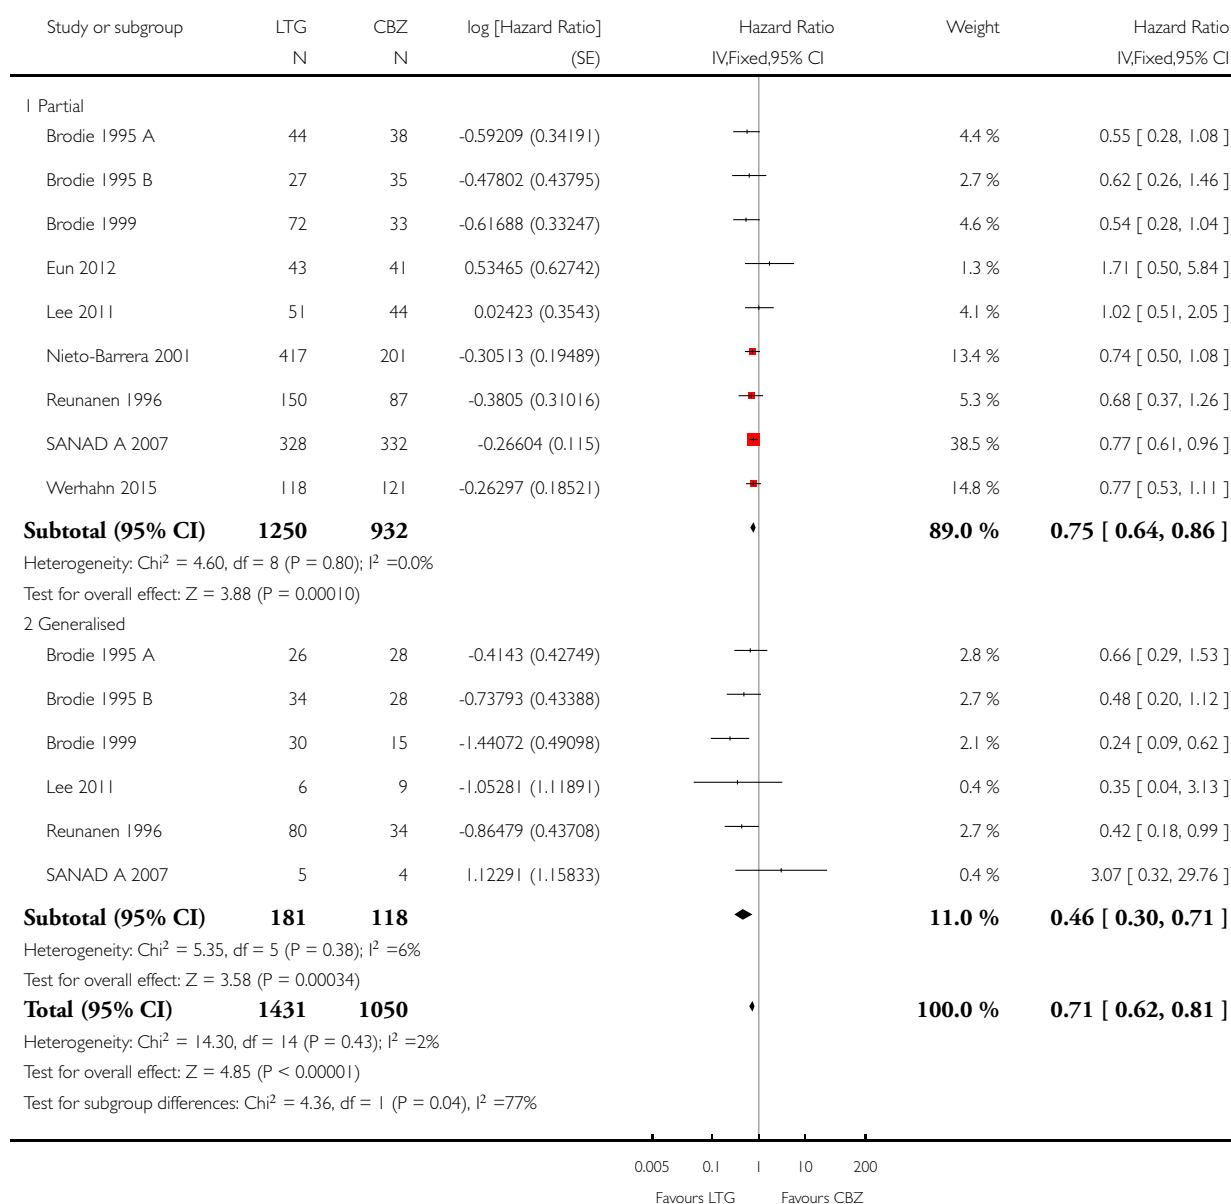 Study or subgroup LTG CBZ log [Hazard Ratio] Hazard Ratio Weight Hazard Ratio
N N (SE) IV,Fixed,95% CI IV,Fixed,95% CI
1 Partial
Brodie 1995 A 44 38 -0.59209 (0.34191) 4.4 % 0.55 [ 0.28, 1.08 ]
Brodie 1995 B 27 35 -0.47802 (0.43795) 2.7 % 0.62 [ 0.26, 1.46 ]
Brodie 1999 72 33 -0.61688 (0.33247) 4.6 % 0.54 [ 0.28, 1.04 ]
Eun 2012 43 41 0.53465 (0.62742) 1.3 % 1.71 [ 0.50, 5.84 ]
Lee 2011 51 44 0.02423 (0.3543) 4.1 % 1.02 [ 0.51, 2.05 ]
Nieto-Barrera 2001 417 201 -0.30513 (0.19489) 13.4 % 0.74 [ 0.50, 1.08 ]
Reunanen 1996 150 87 -0.3805 (0.31016) 5.3 % 0.68 [ 0.37, 1.26 ]
SANAD A 2007 328 332 -0.26604 (0.115) 38.5 % 0.77 [ 0.61, 0.96 ]
Werhahn 2015 118 121 -0.26297 (0.18521) 14.8 % 0.77 [ 0.53, 1.11 ]
Subtotal (95% CI) 1250 932 89.0 % 0.75 [ 0.64, 0.86 ]
Heterogeneity: Chi² = 4.60, df = 8 (P = 0.80); I² =0.0%
Test for overall effect: Z = 3.88 (P = 0.00010)
2 Generalised
Brodie 1995 A 26 28 -0.4143 (0.42749) 2.8 % 0.66 [ 0.29, 1.53 ]
Brodie 1995 B 34 28 -0.73793 (0.43388) 2.7 % 0.48 [ 0.20, 1.12 ]
Brodie 1999 30 15 -1.44072 (0.49098) 2.1 % 0.24 [ 0.09, 0.62 ]
Lee 2011 6 9 -1.05281 (1.11891) 0.4 % 0.35 [ 0.04, 3.13 ]
Reunanen 1996 80 34 -0.86479 (0.43708) 2.7 % 0.42 [ 0.18, 0.99 ]
SANAD A 2007 5 4 1.12291 (1.15833) 0.4 % 3.07 [ 0.32, 29.76 ]
Subtotal (95% CI) 181 118 11.0 % 0.46 [ 0.30, 0.71 ]
Heterogeneity: Chi² = 5.35, df = 5 (P = 0.38); I² =6%
Test for overall effect: Z = 3.58 (P = 0.00034)
Total (95% CI) 1431 1050 100.0 % 0.71 [ 0.62, 0.81 ]
Heterogeneity: Chi² = 14.30, df = 14 (P = 0.43); I² =2%
Test for overall effect: Z = 4.85 (P < 0.00001)
Test for subgroup differences: Chi² = 4.36, df = 1 (P = 0.04), I² =77%
0.005 0.1 1 10 200
Favours LTG Favours CBZ